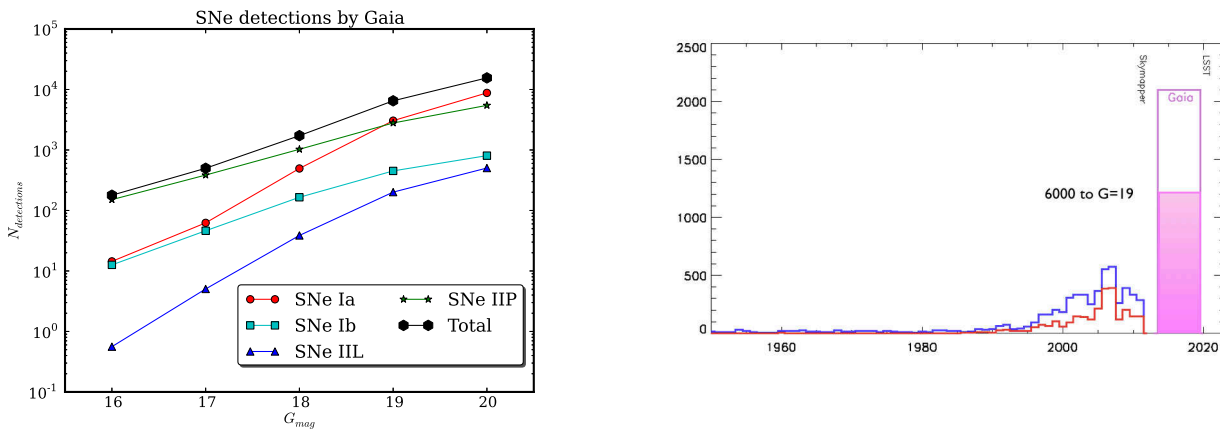 SNe detections by Gaia
10^5
10^4
10^3
10^2
10^1
10^0
10^-1
N_detections
16 17 18 19 20
G_mag
SNe Ia
SNe Ib
SNe IIL
SNe IIP
Total
2500
2000
1500
1000
500
0
1960 1980 2000 2020
Skymapper
LSST
Gaia
6000 to G=19